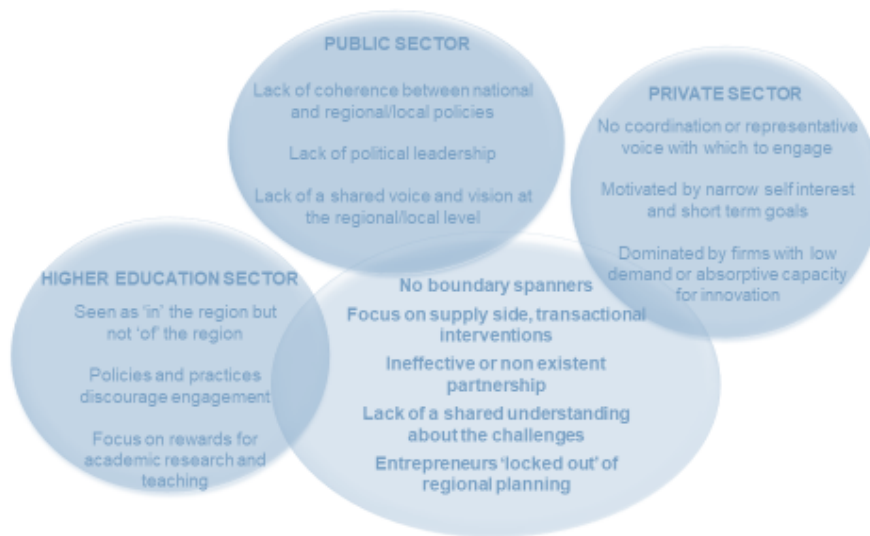 PUBLIC SECTOR
Lack of coherence between national
and regional/local policies
Lack of political leadership
Lack of a shared voice and vision at
the regional/local level
PRIVATE SECTOR
No coordination or representative
voice with which to engage
Motivated by narrow self interest
and short term goals
Dominated by firms with low
demand or absorptive capacity
for innovation
HIGHER EDUCATION SECTOR
Seen as 'in' the region but
not 'of' the region
Policies and practices
discourage engagement
Focus on rewards for
academic research and
teaching
No boundary spanners
Focus on supply side, transactional
interventions
Ineffective or non existent
partnership
Lack of a shared understanding
about the challenges
Entrepreneurs 'locked out' of
regional planning